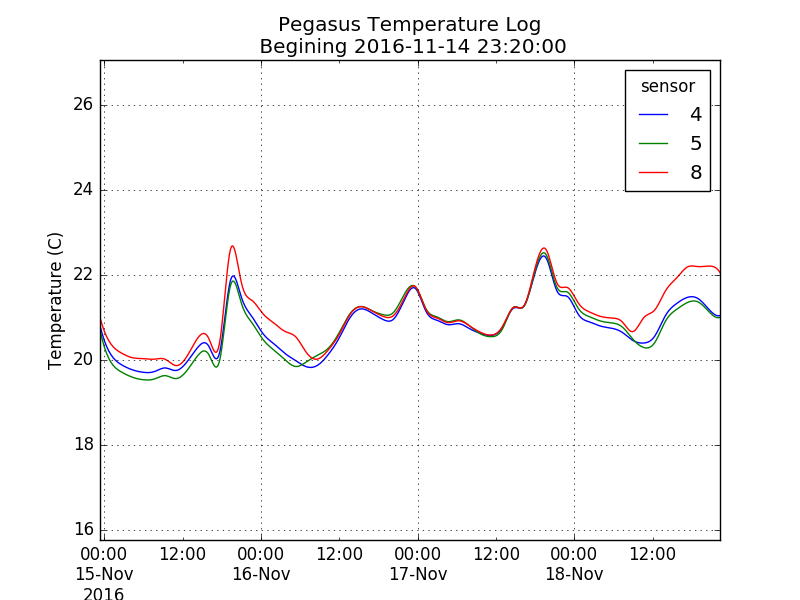 Pegasus Temperature Log
Begining 2016-11-14 23:20:00
sensor
4
5
8
Temperature (C)
26
24
22
20
18
16
00:00 12:00 00:00 12:00 00:00 12:00 00:00 12:00
15-Nov 16-Nov 17-Nov 18-Nov
2016